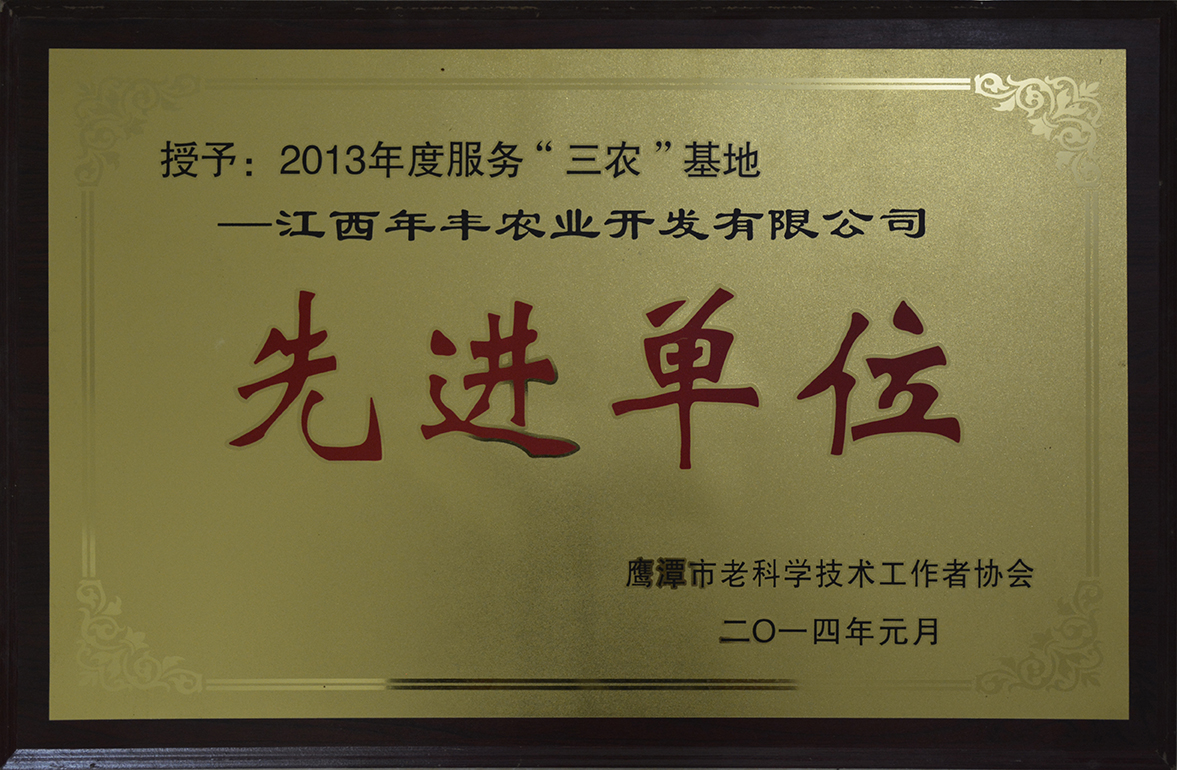 授予：2013年度服务“三农”基地
—江西年丰农业开发有限公司
先进单位
鹰潭市老科学技术工作者协会
二〇一四年元月